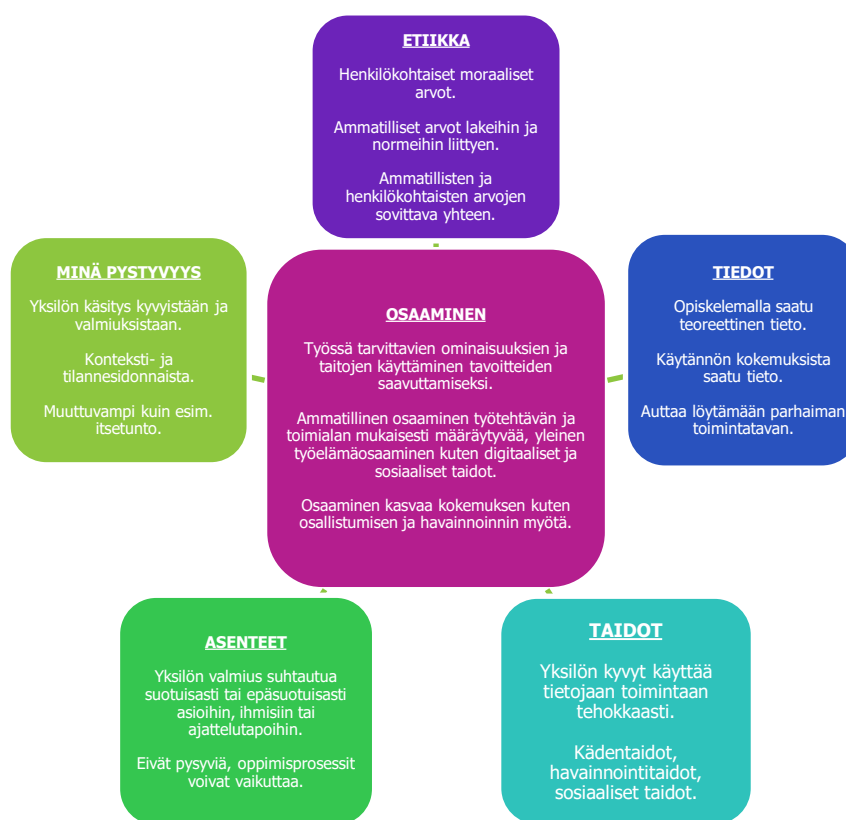 ETIIKKA
Henkilökohtaiset moraaliset
arvot.
Ammatilliset arvot lakeihin ja
normeihin liittyen.
Ammatillisten ja
henkilökohtaisten arvojen
sovittava yhteen.
MINÄ PYSTYVYYS
Yksilön käsitys kyvyistään ja
valmiuksistaan.
Konteksti- ja
tilannesidonnaista.
Muuttuvampi kuin esim.
itsetunto.
OSAAMINEN
Työssä tarvittavien ominaisuuksien ja
taitojen käyttäminen tavoitteiden
saavuttamiseksi.
Ammatillinen osaaminen työtehtävän ja
toimialan mukaisesti määräytyvää, yleinen
työelämäosaaminen kuten digitaaliset ja
sosiaaliset taidot.
Osaaminen kasvaa kokemuksen kuten
osallistumisen ja havainnoinnin myötä.
TIEDOT
Opiskelemalla saatu
teoreettinen tieto.
Käytännön kokemuksista
saatu tieto.
Auttaa löytämään parhaiman
toimintatavan.
ASENTEET
Yksilön valmius suhtautua
suotuisasti tai epäsuotuisasti
asioihin, ihmisiin tai
ajattelutapoihin.
Eivät pysyviä, oppimisprosessit
voivat vaikuttaa.
TAIDOT
Yksilön kyvyt käyttää
tietojaan toimintaan
tehokkaasti.
Kädentaidot,
havainnointitaidot,
sosiaaliset taidot.